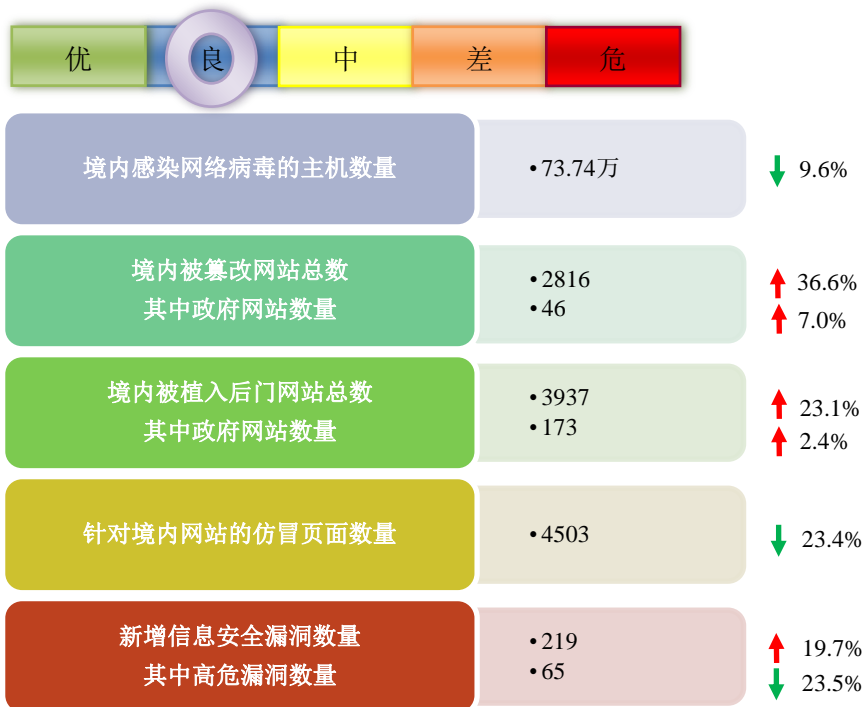 优 良 中 差 危
境内感染网络病毒的主机数量
•73.74万
9.6%
境内被篡改网站总数
其中政府网站数量
•2816
•46
36.6%
7.0%
境内被植入后门网站总数
其中政府网站数量
•3937
•173
23.1%
2.4%
针对境内网站的仿冒页面数量
•4503
23.4%
新增信息安全漏洞数量
其中高危漏洞数量
•219
•65
19.7%
23.5%